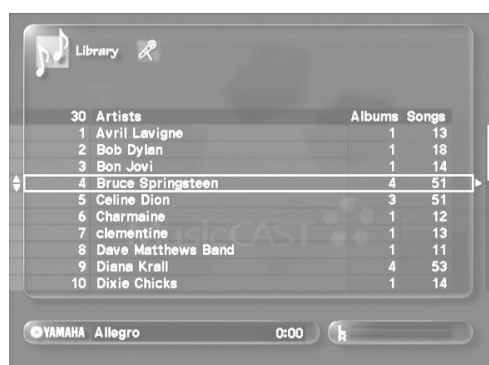 Library
30 Artists Albums Songs
1 Avril Lavigne 1 13
2 Bob Dylan 1 18
3 Bon Jovi 1 14
4 Bruce Springsteen 4 51
5 Celine Dion 3 51
6 Charmaine 1 12
7 clementine 1 13
8 Dave Matthews Band 1 11
9 Diana Krall 4 53
10 Dixie Chicks 1 14
musicCAST
YAMAHA Allegro 0:00
L
R